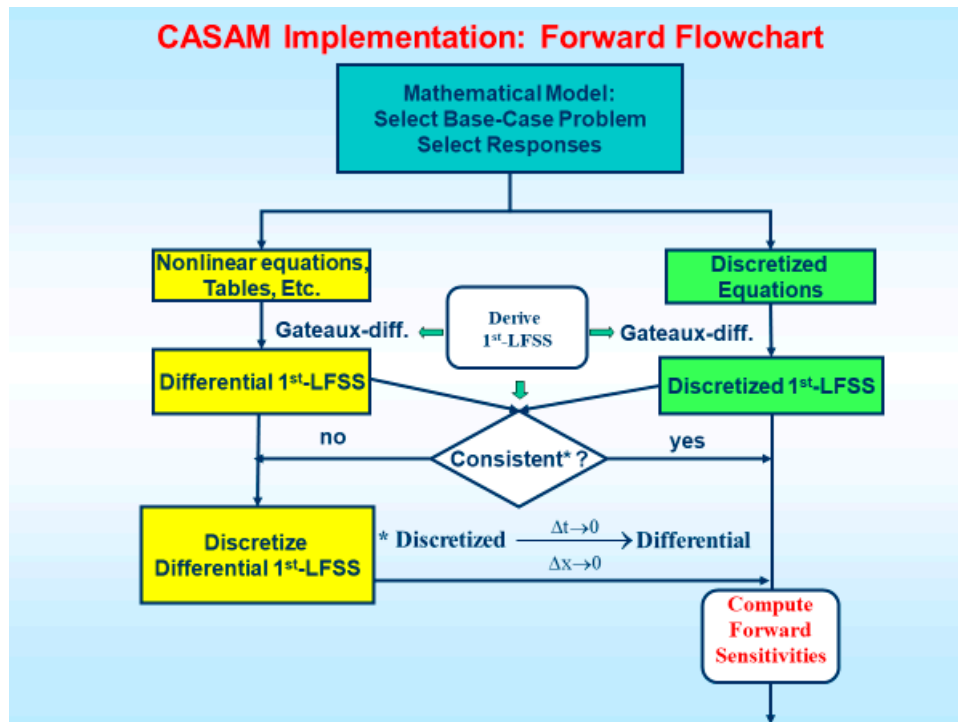 CASAM Implementation: Forward Flowchart
Mathematical Model:
Select Base-Case Problem
Select Responses
Nonlinear equations,
Tables, Etc.
Discretized
Equations
Gateaux-diff.
Derive
1st-LFSS
Gateaux-diff.
Differential 1st-LFSS
Discretized 1st-LFSS
no
Consistent* ?
yes
Discretize
Differential 1st-LFSS
* Discretized
Δt→0
Δx→0
Differential
Compute
Forward
Sensitivities